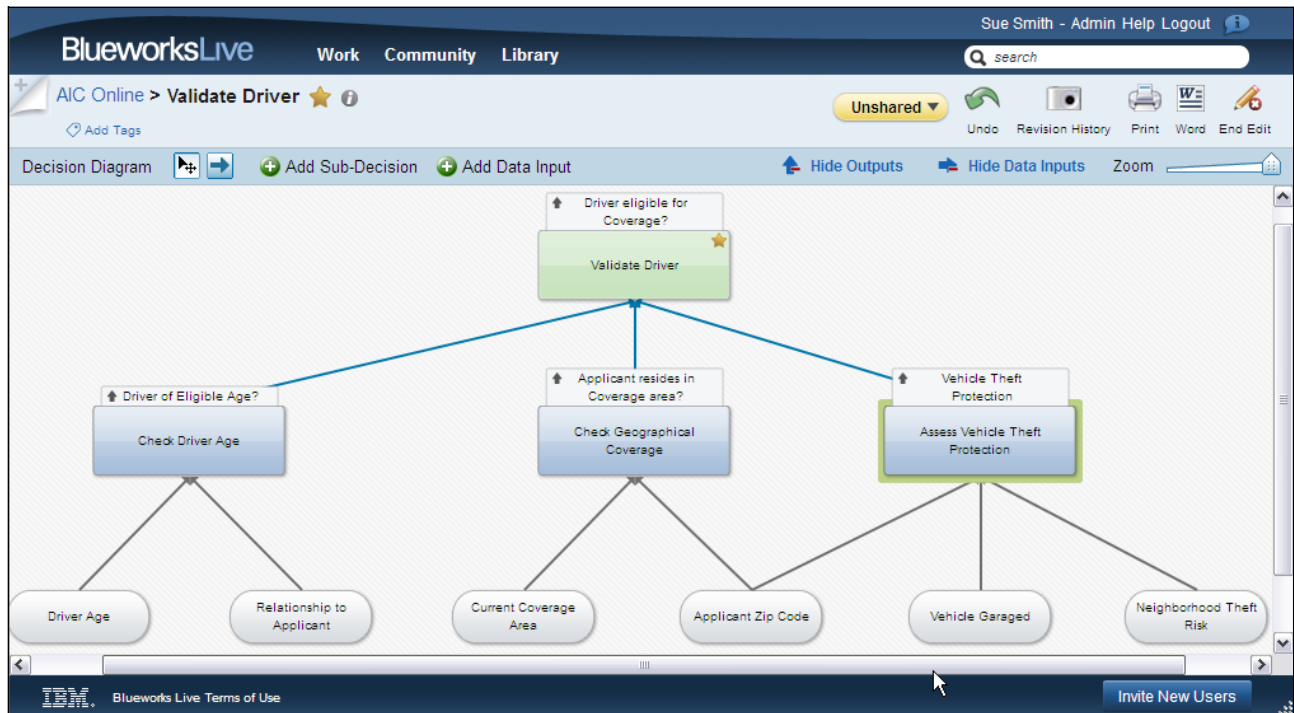 Sue Smith - Admin Help Logout
BlueworksLive
Work Community Library
search
AIC Online > Validate Driver
Unshared
Add Tags
Undo Revision History Print Word End Edit
Decision Diagram
Add Sub-Decision
Add Data Input
Hide Outputs
Hide Data Inputs
Zoom
Driver eligible for
Coverage?
Validate Driver
Driver of Eligible Age?
Check Driver Age
Applicant resides in
Coverage area?
Check Geographical
Coverage
Vehicle Theft
Protection
Assess Vehicle Theft
Protection
Driver Age
Relationship to
Applicant
Current Coverage
Area
Applicant Zip Code
Vehicle Garaged
Neighborhood Theft
Risk
IBM.
Blueworks Live Terms of Use
Invite New Users